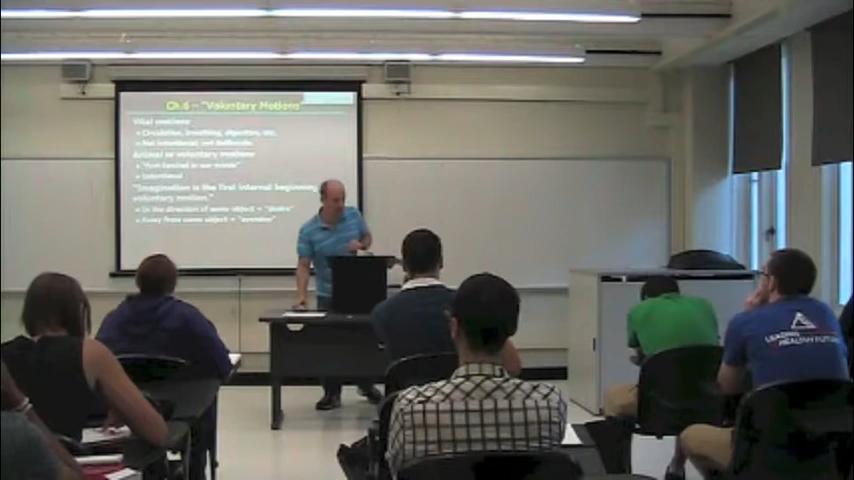 Ch.6 – "Voluntary Motions"
Vital motions
Circulation, breathing, digestion, etc.
Not intentional, not deliberate
Animal or voluntary motions
"first fancied in our minds"
Intentional
"Imagination is the first internal beginning
voluntary motion."
In the direction of some object = "desire"
Away from some object = "aversion"
LEADING
HEALTHY FUTURES